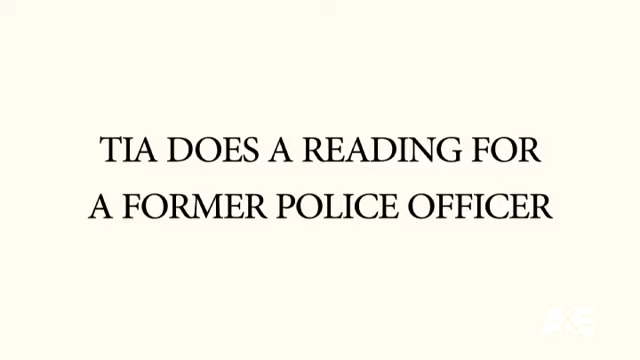 TIA DOES A READING FOR
A FORMER POLICE OFFICER
A&E